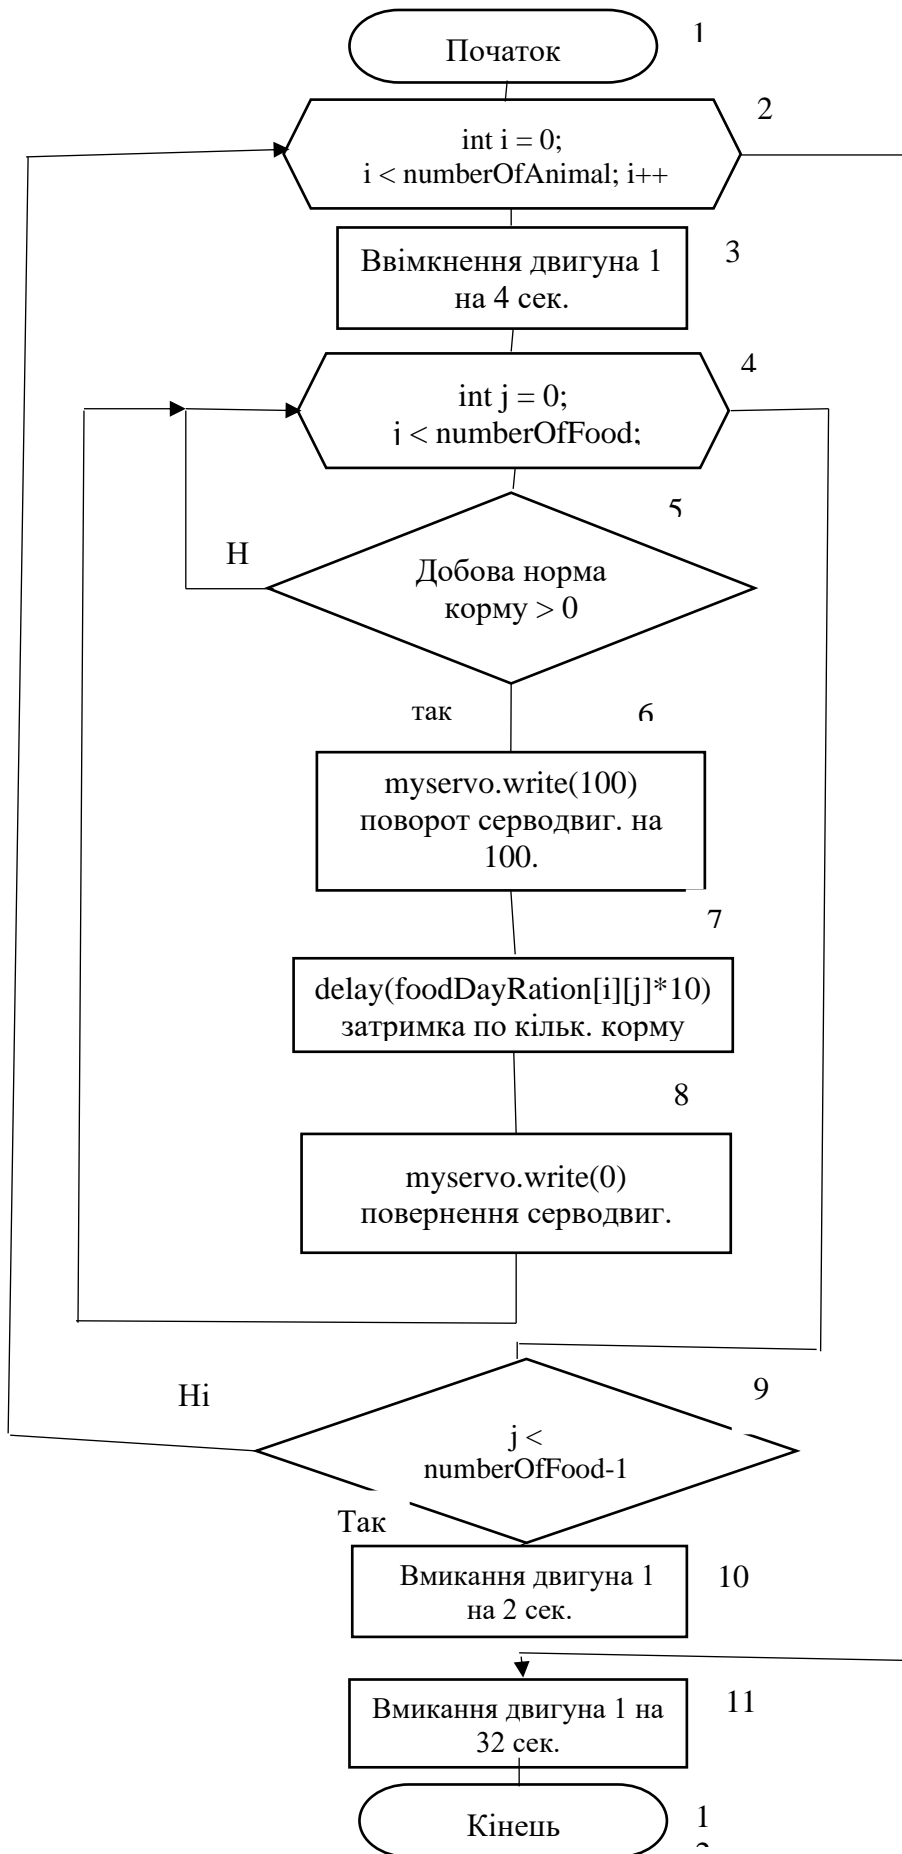 Початок
1
int i = 0;
i < numberOfAnimal; i++
2
Ввімкнення двигуна 1
на 4 сек.
3
int j = 0;
j < numberOfFood;
4
Добова норма
корму > 0
5
Н
так
6
myservo.write(100)
поворот серводвиг. на
100.
7
delay(foodDayRation[i][j]*10)
затримка по кільк. корму
8
myservo.write(0)
повернення серводвиг.
9
Ні
j <
numberOfFood-1
Так
Вмикання двигуна 1
на 2 сек.
10
Вмикання двигуна 1 на
32 сек.
11
Кінець
1